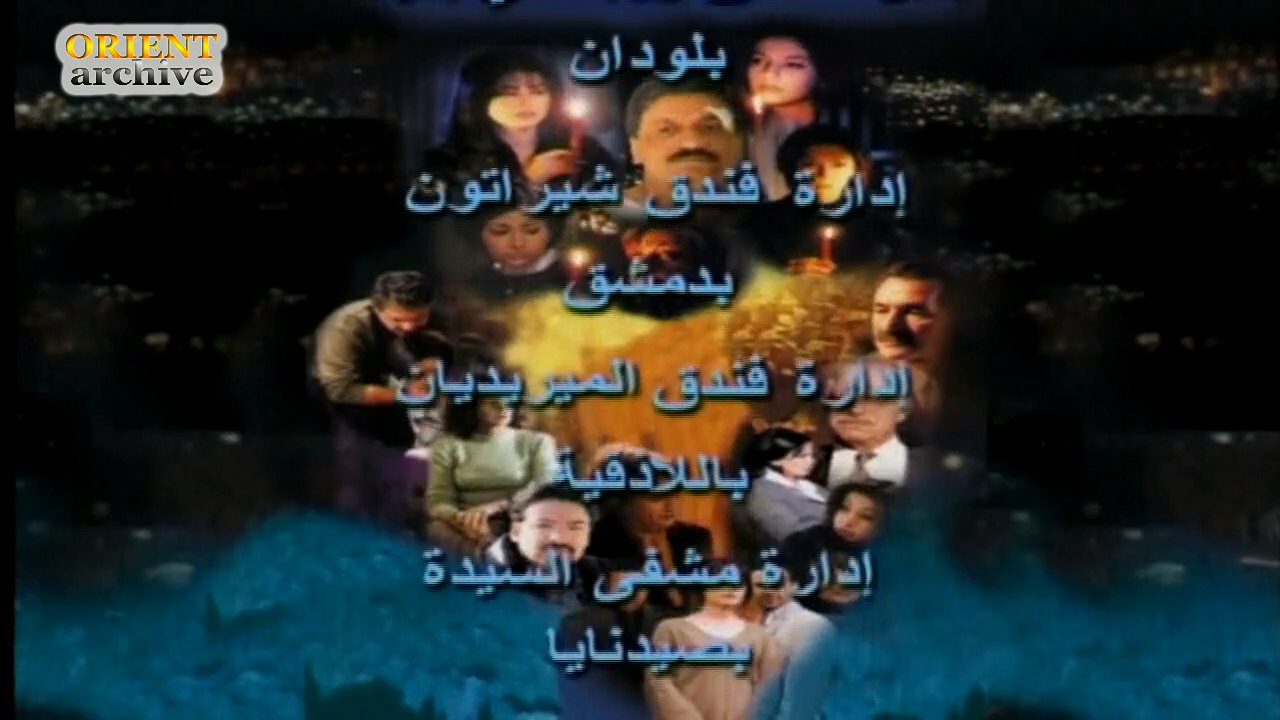 ORIENT
archive
بلودان
إدارة فندق شيراتون
بدمشق
إدارة فندق الميريديان
باللاذقية
إدارة مشفى السيدة
بصيدنايا